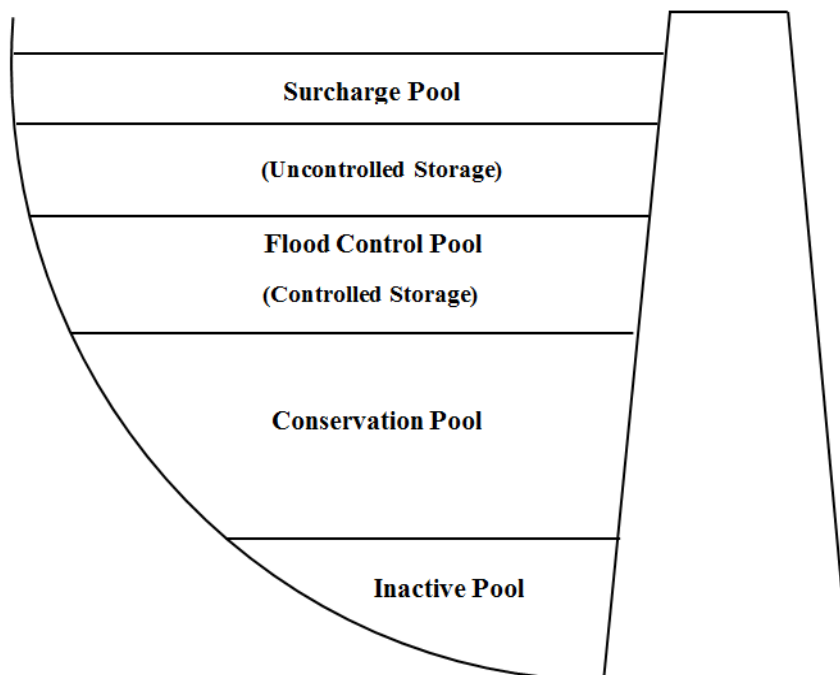 Surcharge Pool
(Uncontrolled Storage)
Flood Control Pool
(Controlled Storage)
Conservation Pool
Inactive Pool